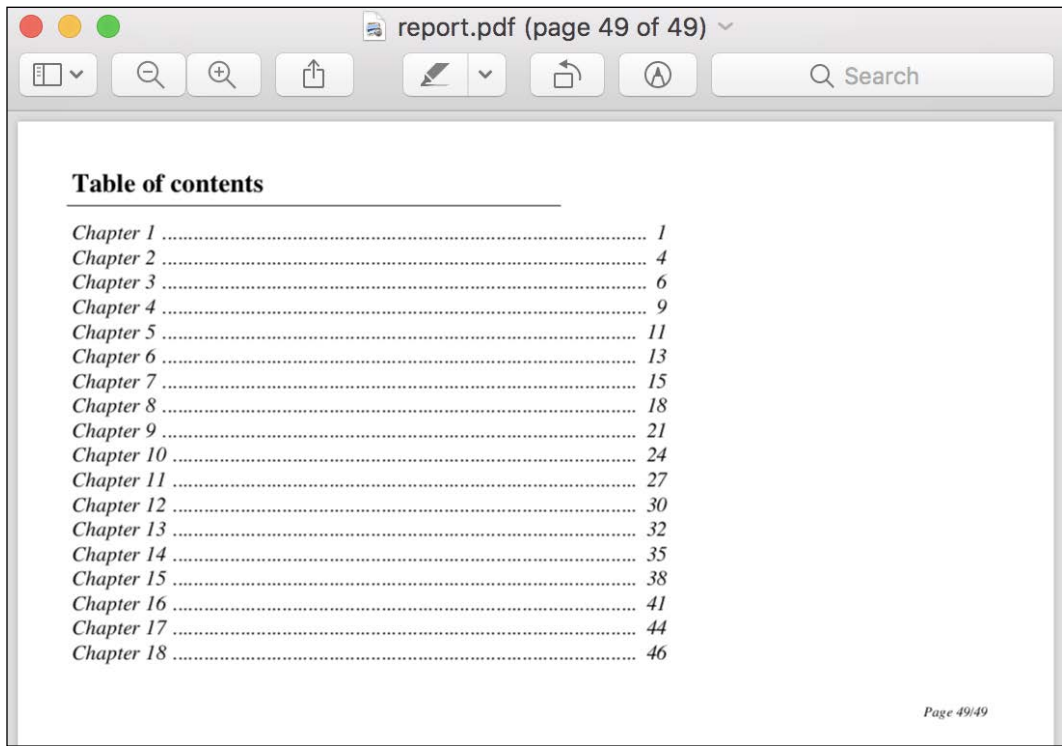 report.pdf (page 49 of 49)
Search
Table of contents
Chapter 1 ........................................................................................... 1
Chapter 2 ........................................................................................... 4
Chapter 3 ........................................................................................... 6
Chapter 4 ........................................................................................... 9
Chapter 5 ......................................................................................... 11
Chapter 6 ......................................................................................... 13
Chapter 7 ......................................................................................... 15
Chapter 8 ......................................................................................... 18
Chapter 9 ......................................................................................... 21
Chapter 10 ....................................................................................... 24
Chapter 11 ....................................................................................... 27
Chapter 12 ....................................................................................... 30
Chapter 13 ....................................................................................... 32
Chapter 14 ....................................................................................... 35
Chapter 15 ....................................................................................... 38
Chapter 16 ....................................................................................... 41
Chapter 17 ....................................................................................... 44
Chapter 18 ....................................................................................... 46
Page 49/49